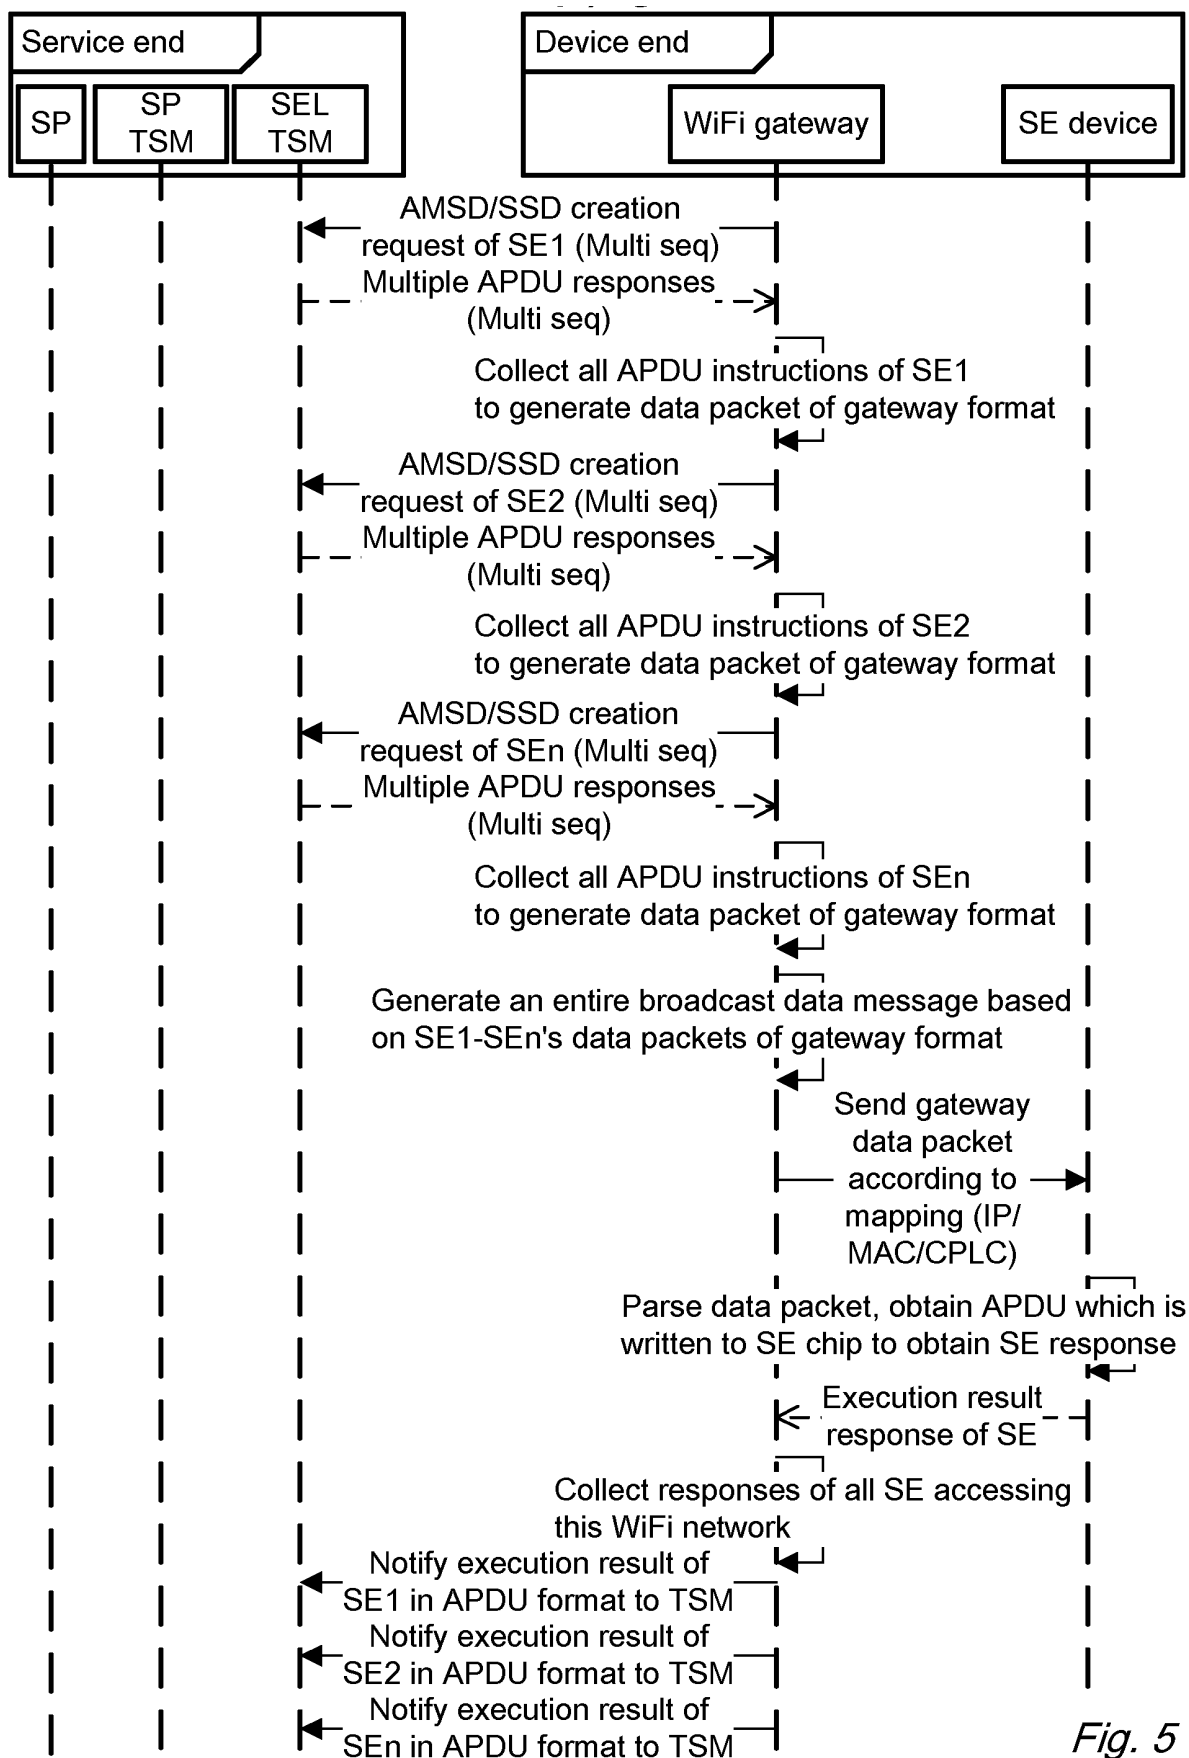 Service end
Device end
SP
SP
TSM
SEL
TSM
WiFi gateway
SE device
AMSD/SSD creation
request of SE1 (Multi seq)
Multiple APDU responses
(Multi seq)
Collect all APDU instructions of SE1
to generate data packet of gateway format
AMSD/SSD creation
request of SE2 (Multi seq)
Multiple APDU responses
(Multi seq)
Collect all APDU instructions of SE2
to generate data packet of gateway format
AMSD/SSD creation
request of SEn (Multi seq)
Multiple APDU responses
(Multi seq)
Collect all APDU instructions of SEn
to generate data packet of gateway format
Generate an entire broadcast data message based
on SE1-SEn's data packets of gateway format
Send gateway
data packet
according to
mapping (IP/
MAC/CPLC)
Parse data packet, obtain APDU which is
written to SE chip to obtain SE response
Execution result
response of SE
Collect responses of all SE accessing
this WiFi network
Notify execution result of
SE1 in APDU format to TSM
Notify execution result of
SE2 in APDU format to TSM
Notify execution result of
SEn in APDU format to TSM
Fig. 5